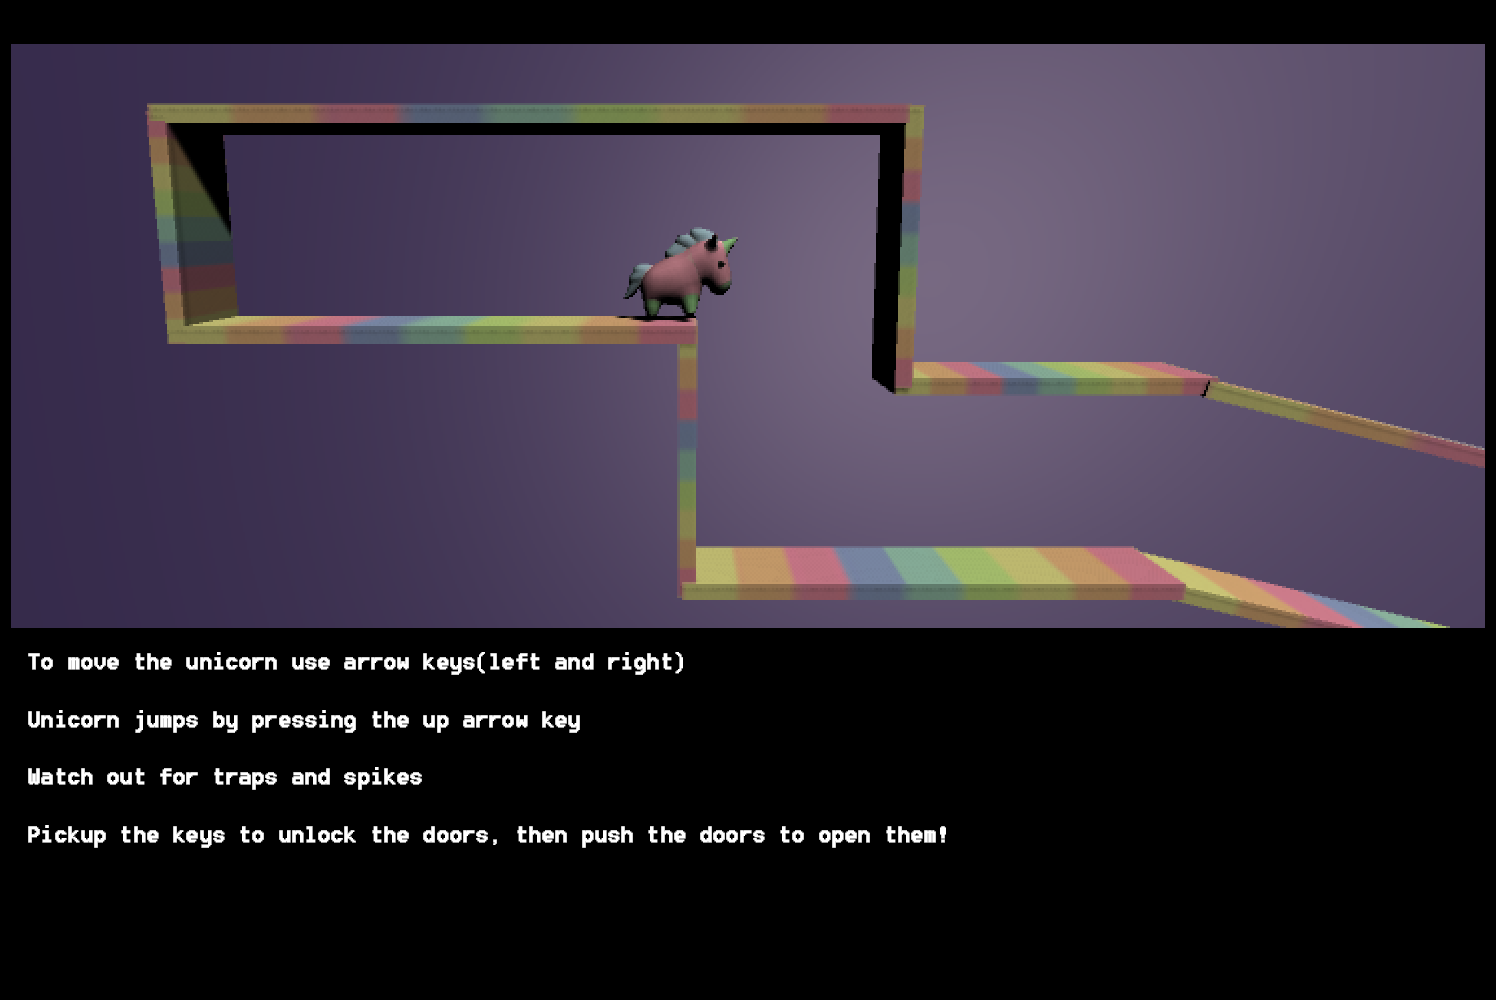 To move the unicorn use arrow keys(left and right)
Unicorn jumps by pressing the up arrow key
Watch out for traps and spikes
Pickup the keys to unlock the doors, then push the doors to open them!